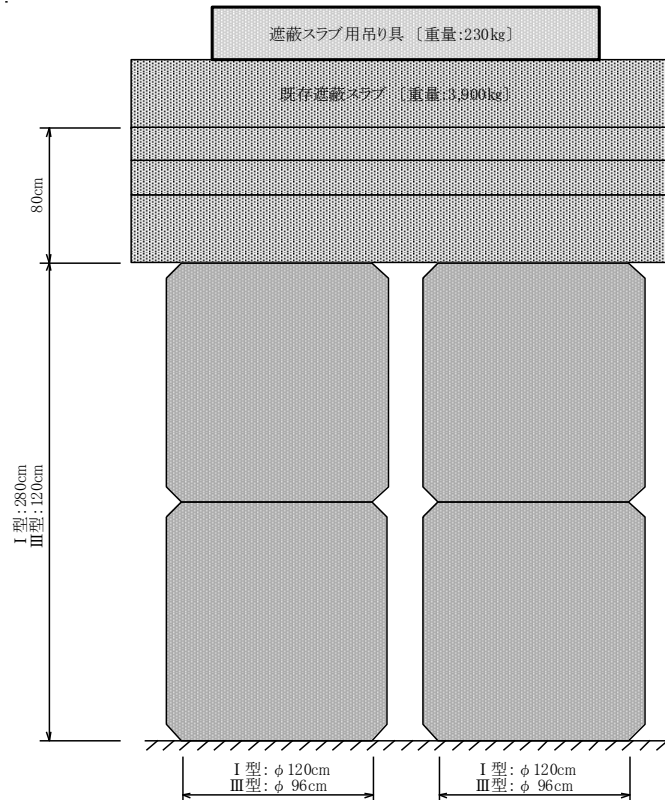 遮蔽スラブ用吊り具 〔重量:230kg〕
既存遮蔽スラブ 〔重量:3,900kg〕
80cm
Ⅰ型:280cm
Ⅲ型:120cm
Ⅰ型:φ120cm
Ⅲ型:φ 96cm
Ⅰ型:φ120cm
Ⅲ型:φ 96cm